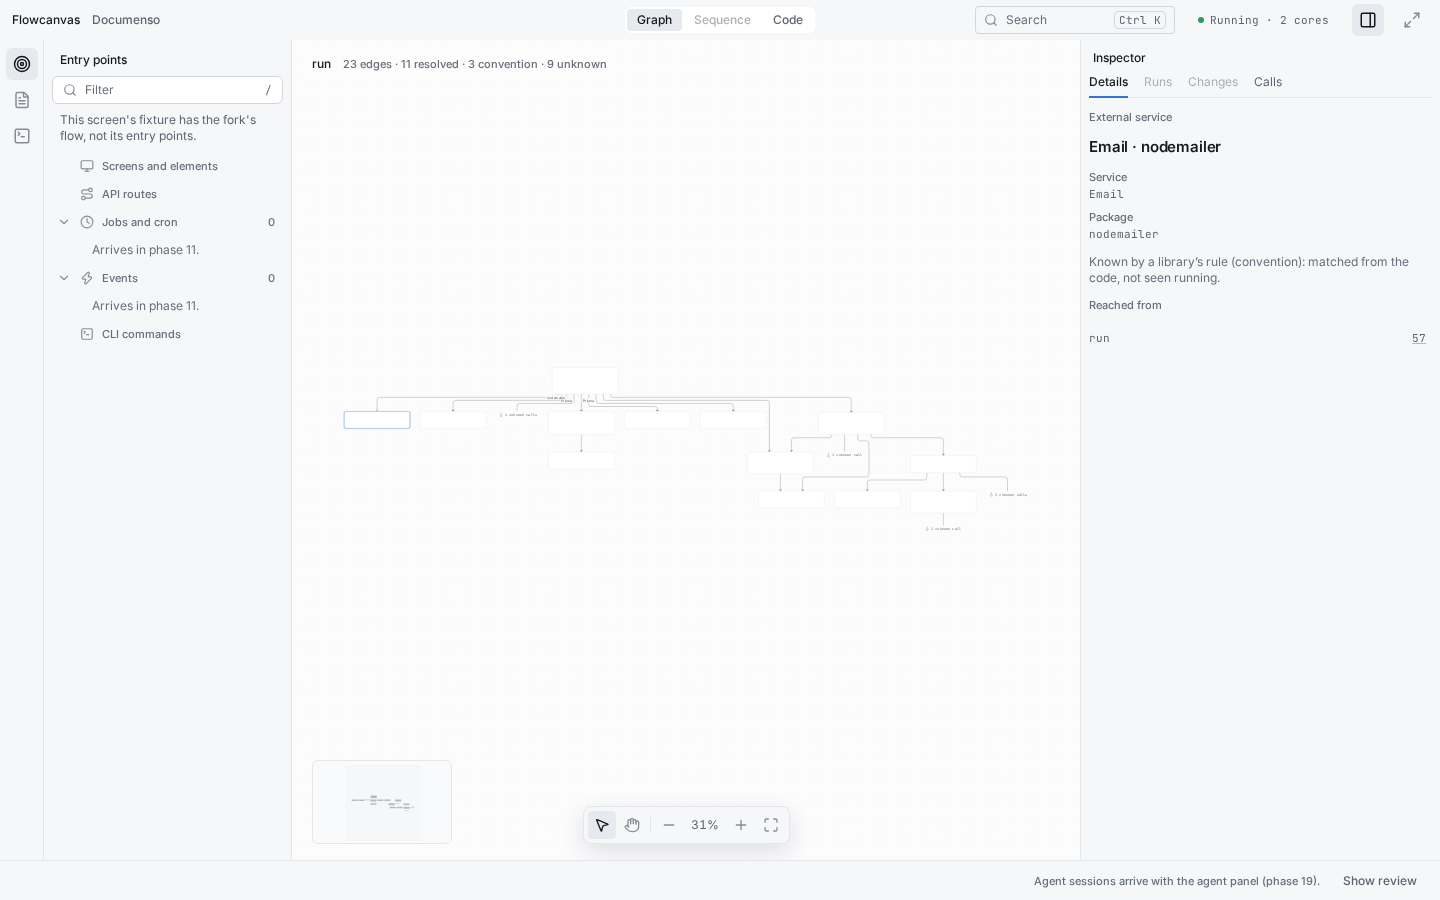 Flowcanvas Documenso
Graph Sequence Code
Search Ctrl K
Running · 2 cores
Entry points
Filter /
This screen's fixture has the fork's
flow, not its entry points.
Screens and elements
API routes
Jobs and cron 0
Arrives in phase 11.
Events 0
Arrives in phase 11.
CLI commands
run 23 edges · 11 resolved · 3 convention · 9 unknown
31%
Inspector
Details Runs Changes Calls
External service
Email · nodemailer
Service
Email
Package
nodemailer
Known by a library’s rule (convention): matched from the
code, not seen running.
Reached from
run 57
Agent sessions arrive with the agent panel (phase 19). Show review